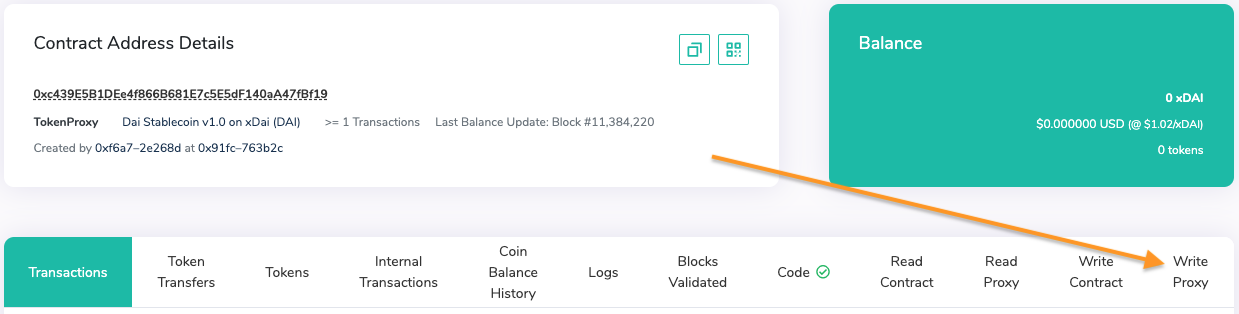 Contract Address Details
0xc439E5B1DEe4f866B681E7c5E5dF140aA47fBf19
TokenProxy Dai Stablecoin v1.0 on xDai (DAI) >= 1 Transactions Last Balance Update: Block #11,384,220
Created by 0xf6a7–2e268d at 0x91fc–763b2c
Balance
0 xDAI
$0.000000 USD (@ $1.02/xDAI)
0 tokens
Transactions
Token
Transfers
Tokens
Internal
Transactions
Coin
Balance
History
Logs
Blocks
Validated
Code
Read
Contract
Read
Proxy
Write
Contract
Write
Proxy